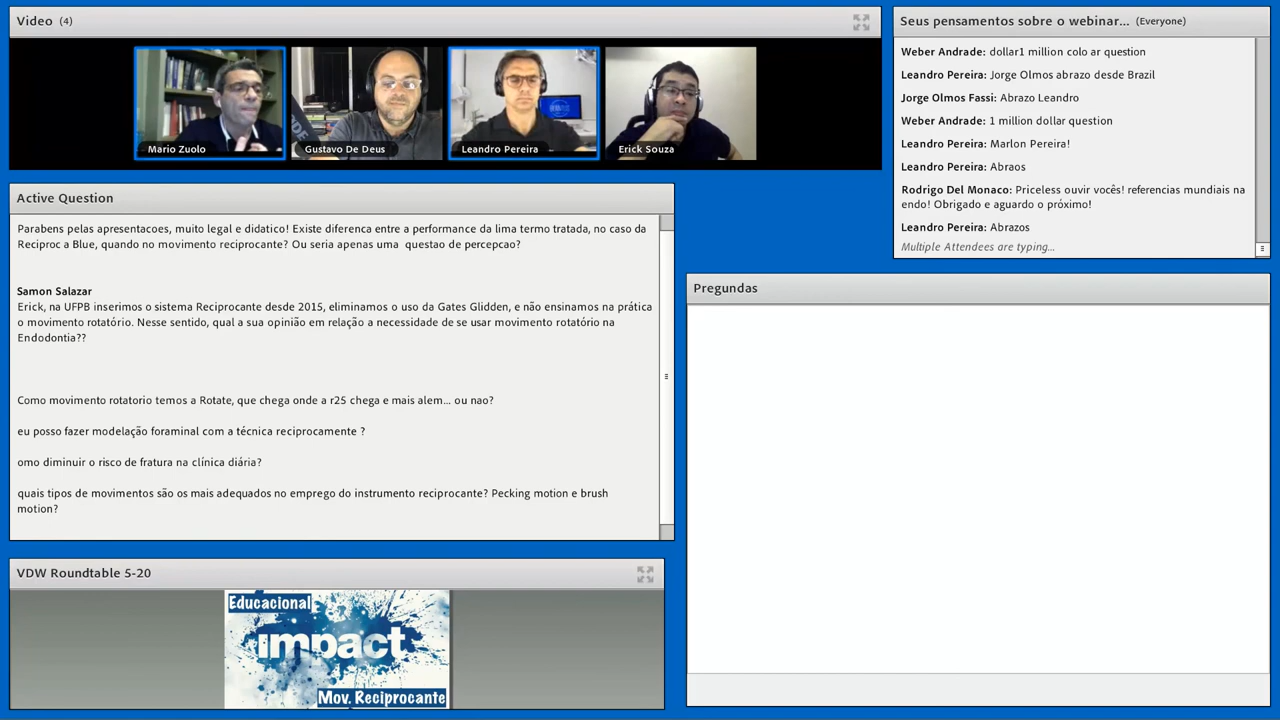 Video (4)
Mario Zuolo
Gustavo De Deus
Leandro Pereira
Erick Souza
Seus pensamentos sobre o webinar... (Everyone)
Weber Andrade: dollar1 million colo ar question
Leandro Pereira: Jorge Olmos abrazo desde Brazil
Jorge Olmos Fassi: Abrazo Leandro
Weber Andrade: 1 million dollar question
Leandro Pereira: Marlon Pereira!
Leandro Pereira: Abraos
Rodrigo Del Monaco: Priceless ouvir vocês! referencias mundiais na
endo! Obrigado e aguardo o próximo!
Leandro Pereira: Abrazos
Multiple Attendees are typing...
Active Question
Parabens pelas apresentacoes, muito legal e didatico! Existe diferenca entre a performance da lima termo tratada, no caso da
Reciproc a Blue, quando no movimento reciprocante? Ou seria apenas uma questao de percepcao?
Samon Salazar
Erick, na UFPB inserimos o sistema Reciprocante desde 2015, eliminamos o uso da Gates Glidden, e não ensinamos na prática
o movimento rotatório. Nesse sentido, qual a sua opinião em relação a necessidade de se usar movimento rotatório na
Endodontia??
Como movimento rotatorio temos a Rotate, que chega onde a r25 chega e mais alem... ou nao?
eu posso fazer modelação foraminal com a técnica reciprocamente ?
omo diminuir o risco de fratura na clínica diária?
quais tipos de movimentos são os mais adequados no emprego do instrumento reciprocante? Pecking motion e brush
motion?
Pregundas
VDW Roundtable 5-20
Educacional
impact
Mov. Reciprocante